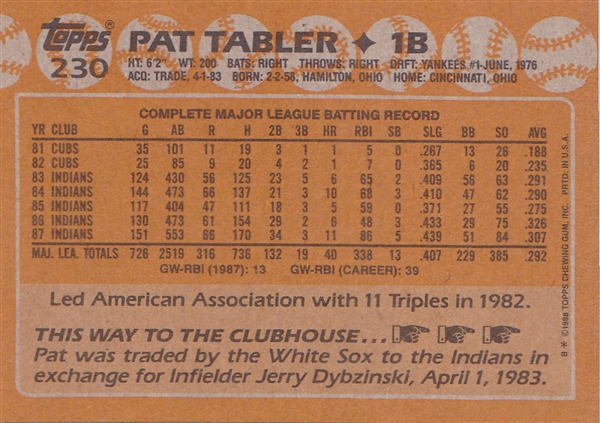 Topps
230
PAT TABLER ✦ 1B
HT: 6'2" WT: 200 BATS: RIGHT THROWS: RIGHT DRFT: YANKEES #1-JUNE, 1976
ACQ: TRADE, 4-1-83 BORN: 2-2-58, HAMILTON, OHIO HOME: CINCINNATI, OHIO
COMPLETE MAJOR LEAGUE BATTING RECORD
YR CLUB G AB R H 2B 3B HR RBI SB SLG BB SO AVG
81 CUBS 35 101 11 19 3 1 1 5 0 .267 13 26 .188
82 CUBS 25 85 9 20 4 2 1 7 0 .365 6 20 .235
83 INDIANS 124 430 56 125 23 5 6 65 2 .409 56 63 .291
84 INDIANS 144 473 66 137 21 3 10 68 3 .410 47 62 .290
85 INDIANS 117 404 47 111 18 3 5 59 0 .371 27 55 .275
86 INDIANS 130 473 61 154 29 2 6 48 3 .433 29 75 .326
87 INDIANS 151 553 66 170 34 3 11 86 5 .439 51 84 .307
MAJ. LEA. TOTALS 726 2519 316 736 132 19 40 338 13 .407 229 385 .292
GW-RBI (1987): 13 GW-RBI (CAREER): 39
Led American Association with 11 Triples in 1982.
THIS WAY TO THE CLUBHOUSE...
Pat was traded by the White Sox to the Indians in
exchange for Infielder Jerry Dybzinski, April 1, 1983.
B ✻ ©1988 TOPPS CHEWING GUM, INC. PRTD. IN U.S.A.